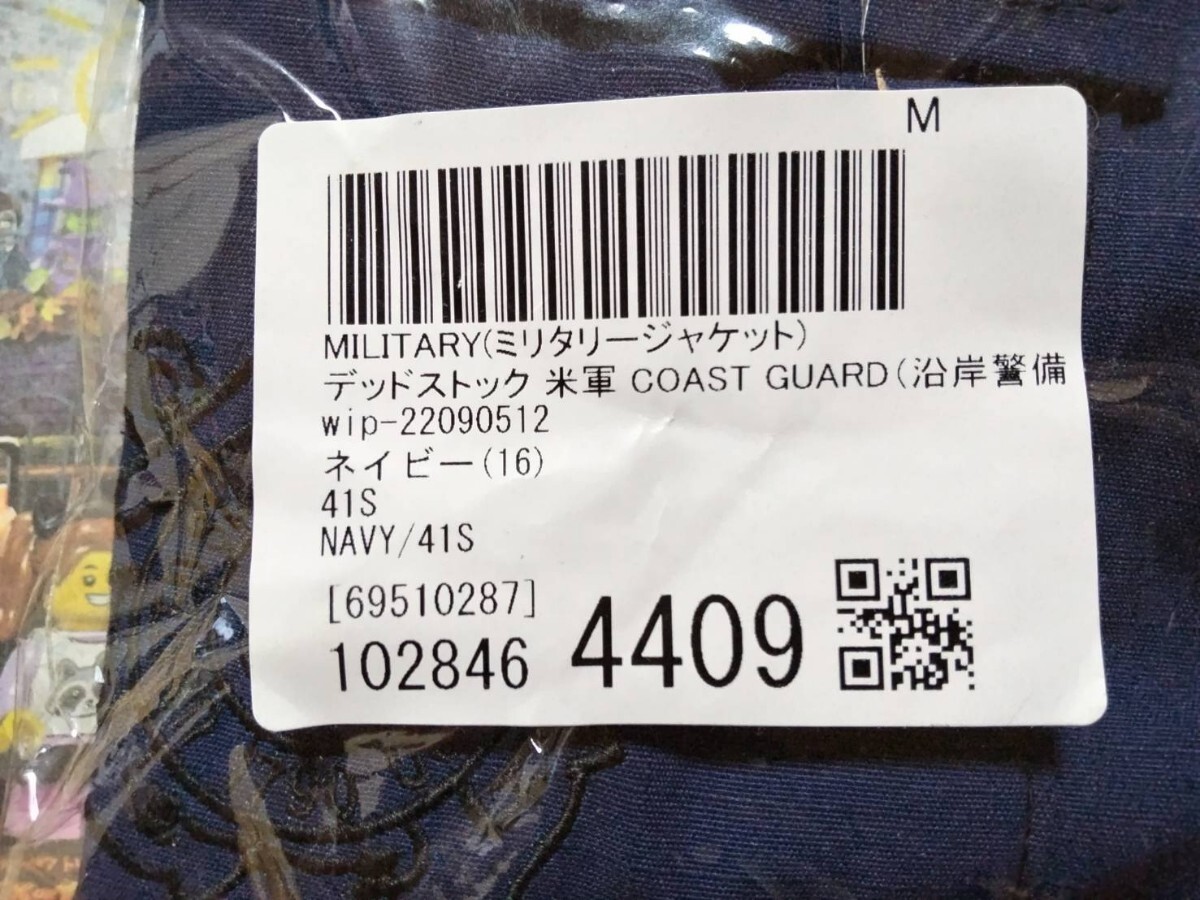 M
MILITARY(ミリタリージャケット)
デッドストック 米軍 COAST GUARD(沿岸警備
wip-22090512
ネイビー(16)
41S
NAVY/41S
[69510287]
102846 4409